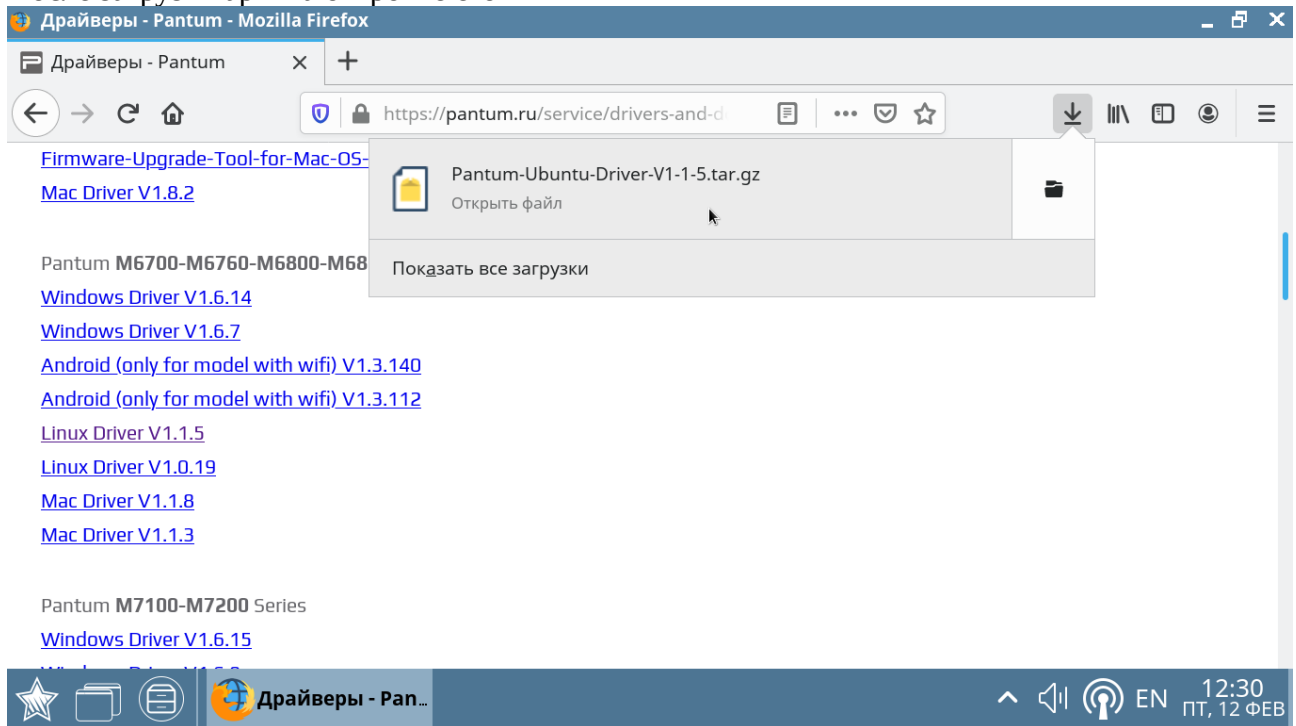 Драйверы - Pantum - Mozilla Firefox
Драйверы - Pantum
https://pantum.ru/service/drivers-and-d
Firmware-Upgrade-Tool-for-Mac-OS-
Mac Driver V1.8.2
Pantum-Ubuntu-Driver-V1-1-5.tar.gz
Открыть файл
Показать все загрузки
Pantum M6700-M6760-M6800-M68
Windows Driver V1.6.14
Windows Driver V1.6.7
Android (only for model with wifi) V1.3.140
Android (only for model with wifi) V1.3.112
Linux Driver V1.1.5
Linux Driver V1.0.19
Mac Driver V1.1.8
Mac Driver V1.1.3
Pantum M7100-M7200 Series
Windows Driver V1.6.15
Драйверы - Pan…
EN
12:30
ПТ, 12 ФЕВ